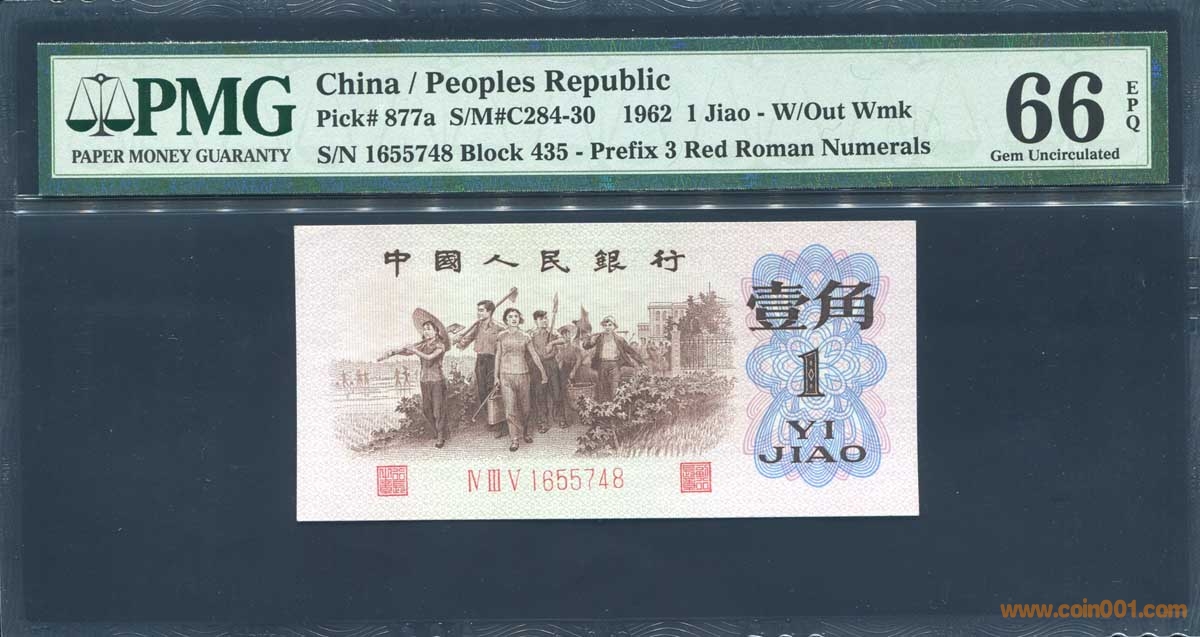 PMG
PAPER MONEY GUARANTY
China / Peoples Republic
Pick# 877a S/M#C284-30 1962 1 Jiao - W/Out Wmk
S/N 1655748 Block 435 - Prefix 3 Red Roman Numerals
66
EPQ
Gem Uncirculated
中國人民銀行
壹角
1
YI
JIAO
IV III V 1655748
www.coin001.com